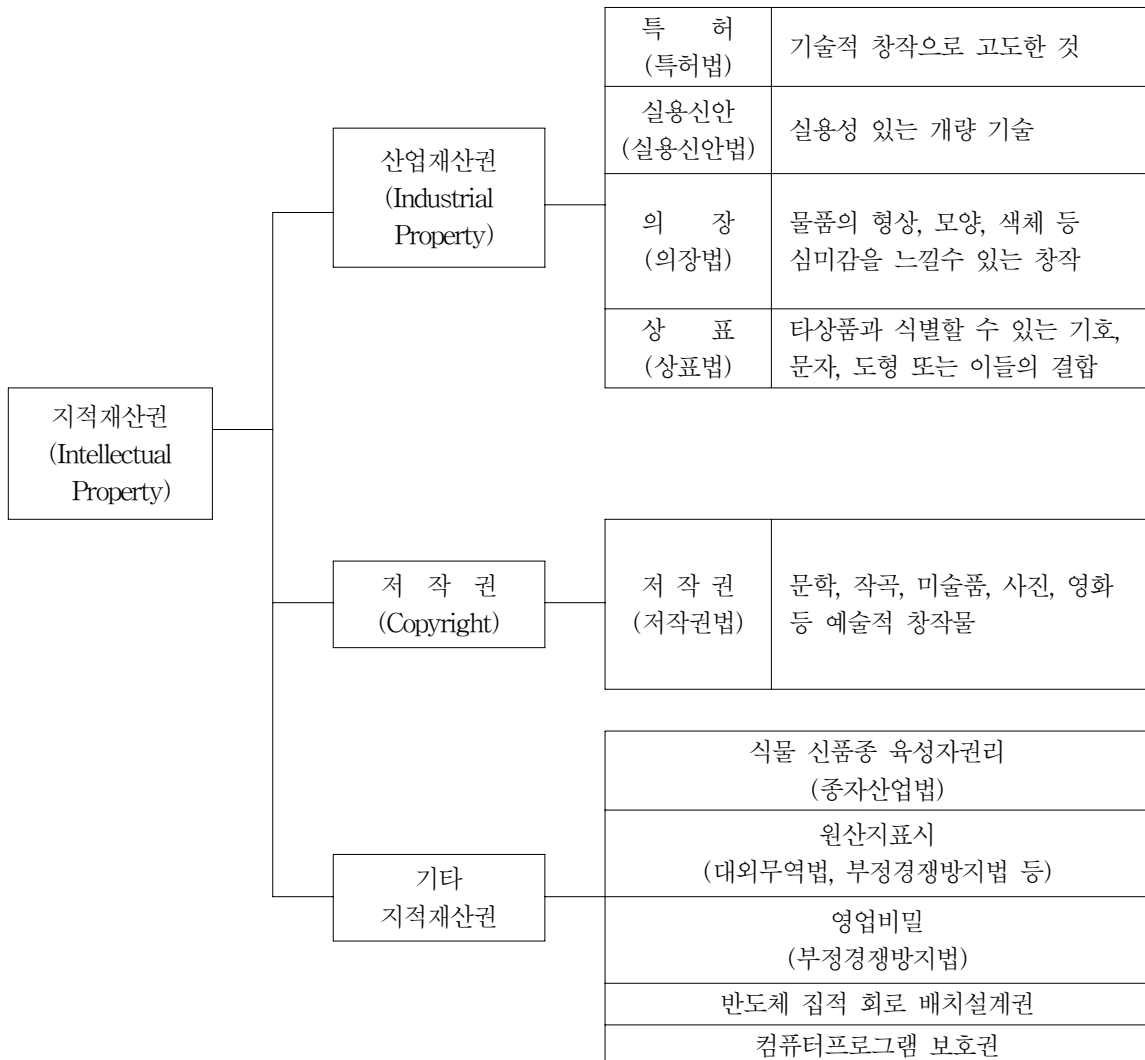 특 허
(특허법)
기술적 창작으로 고도한 것
실용신안
(실용신안법)
실용성 있는 개량 기술
산업재산권
(Industrial
Property)
의 장
(의장법)
물품의 형상, 모양, 색체 등
심미감을 느낄수 있는 창작
상 표
(상표법)
타상품과 식별할 수 있는 기호,
문자, 도형 또는 이들의 결합
지적재산권
(Intellectual
Property)
저 작 권
(Copyright)
저 작 권
(저작권법)
문학, 작곡, 미술품, 사진, 영화
등 예술적 창작물
기타
지적재산권
식물 신품종 육성자권리
(종자산업법)
원산지표시
(대외무역법, 부정경쟁방지법 등)
영업비밀
(부정경쟁방지법)
반도체 집적 회로 배치설계권
컴퓨터프로그램 보호권